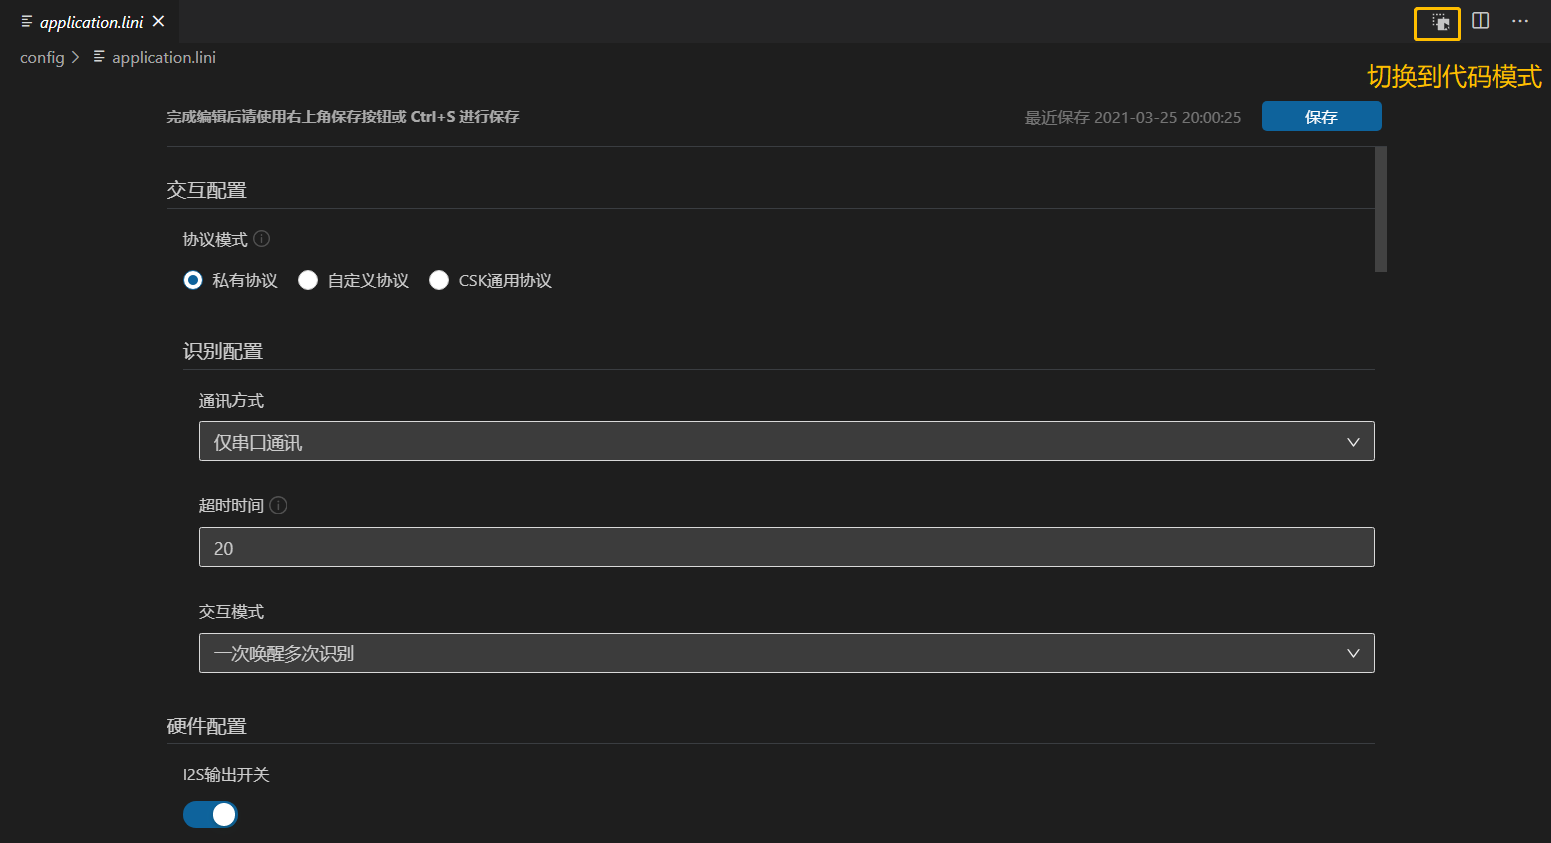 application.lini
切换到代码模式
config > application.lini
完成编辑后请使用右上角保存按钮或 Ctrl+S 进行保存
最近保存 2021-03-25 20:00:25
保存
交互配置
协议模式
私有协议 自定义协议 CSK通用协议
识别配置
通讯方式
仅串口通讯
超时时间
20
交互模式
一次唤醒多次识别
硬件配置
I2S输出开关